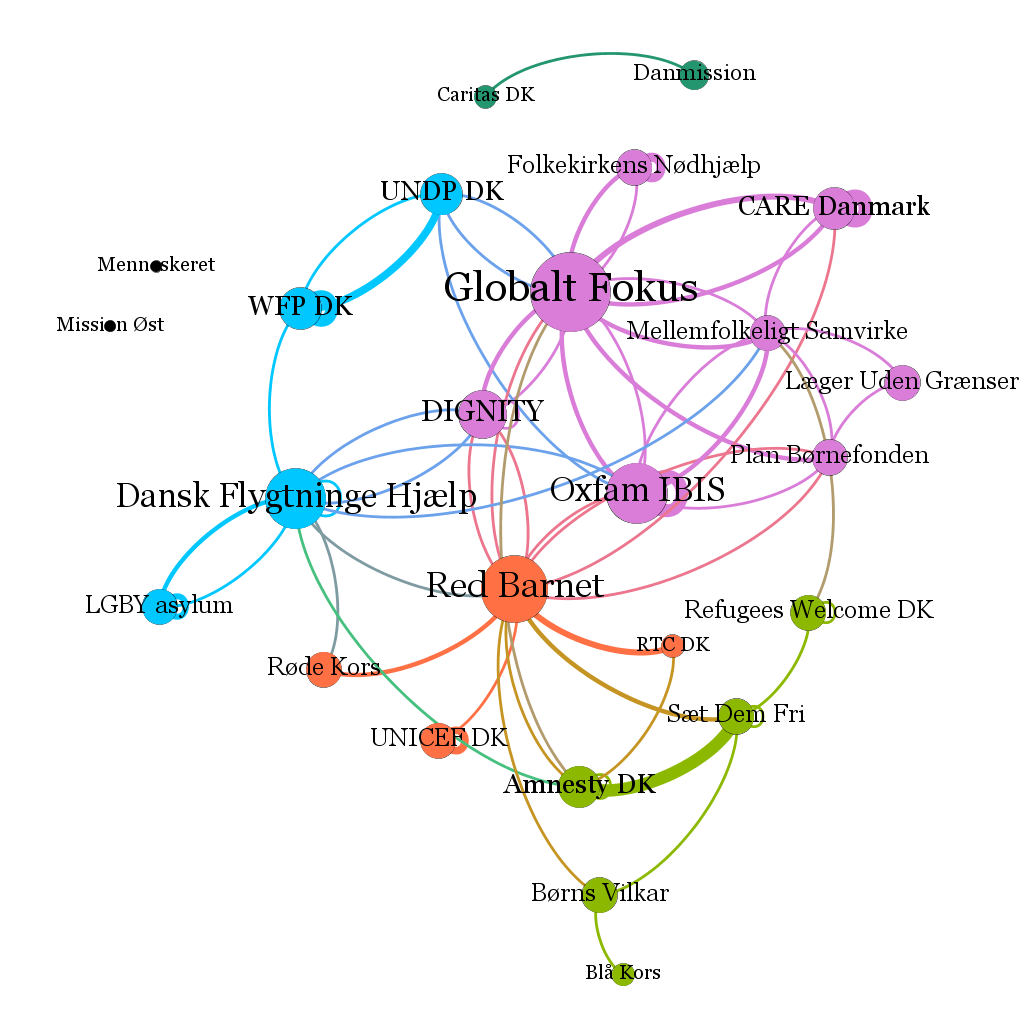 Danmission
Caritas DK
Folkekirkens Nødhjælp
UNDP DK
CARE Danmark
Menneskeret
Globalt Fokus
WFP DK
Mission Øst
Mellemfolkeligt Samvirke
Læger Uden Grænser
DIGNITY
Plan Børnefonden
Oxfam IBIS
Dansk Flygtninge Hjælp
Red Barnet
LGBY asylum
Refugees Welcome DK
RTC DK
Røde Kors
Sæt Dem Fri
UNICEF DK
Amnesty DK
Børns Vilkar
Blå Kors